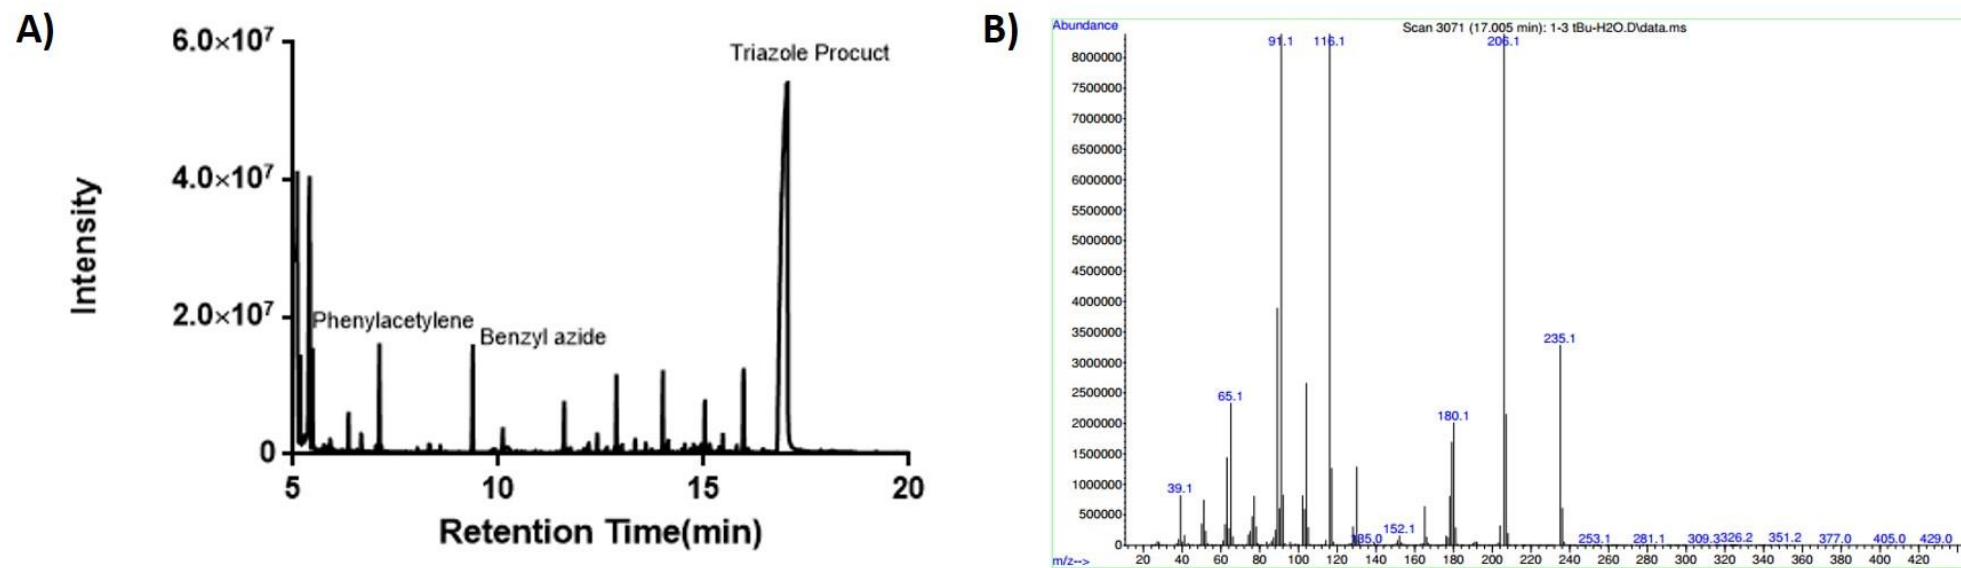 A)
6.0×10⁷
4.0×10⁷
2.0×10⁷
0
Intensity
Triazole Procuct
Phenylacetylene
Benzyl azide
5 10 15 20
Retention Time(min)
B)
Abundance
Scan 3071 (17.005 min): 1-3 tBu-H2O.D\data.ms
91.1 116.1 206.1
8000000
7500000
7000000
6500000
6000000
5500000
5000000
4500000
4000000
3500000
3000000
2500000
2000000
1500000
1000000
500000
0
235.1
65.1
180.1
39.1
152.1
135.0
253.1 281.1 309.3 326.2 351.2 377.0 405.0 429.0
20 40 60 80 100 120 140 160 180 200 220 240 260 280 300 320 340 360 380 400 420
m/z-->